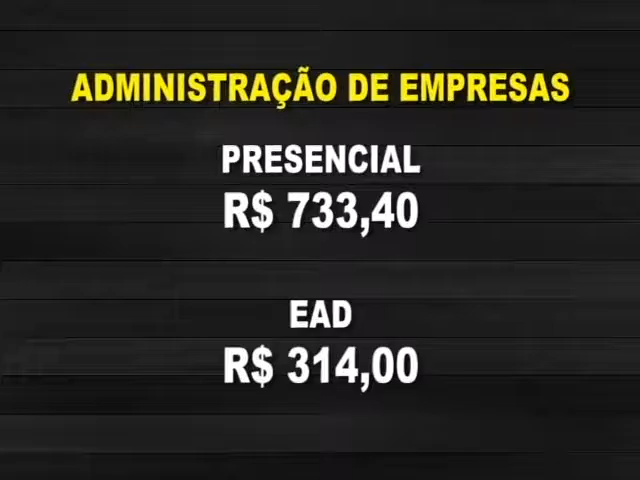 ADMINISTRAÇÃO DE EMPRESAS
PRESENCIAL
R$ 733,40
EAD
R$ 314,00